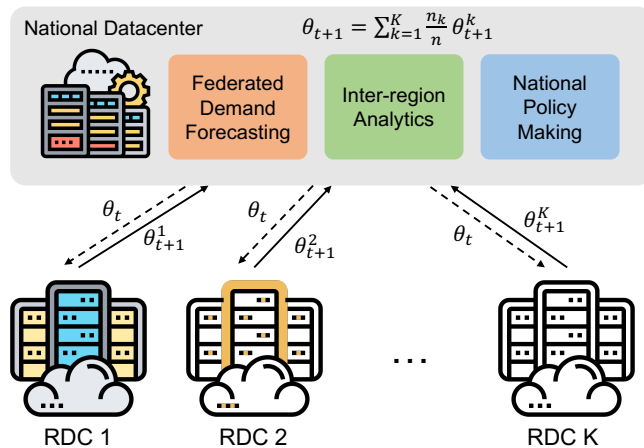 National Datacenter
θ_{t+1} = ∑_{k=1}^{K} \frac{n_k}{n} θ_{t+1}^{k}
Federated
Demand
Forecasting
Inter-region
Analytics
National
Policy
Making
θ_t
θ_{t+1}^{1}
θ_t
θ_{t+1}^{2}
θ_t
θ_{t+1}^{K}
...
RDC 1
RDC 2
RDC K